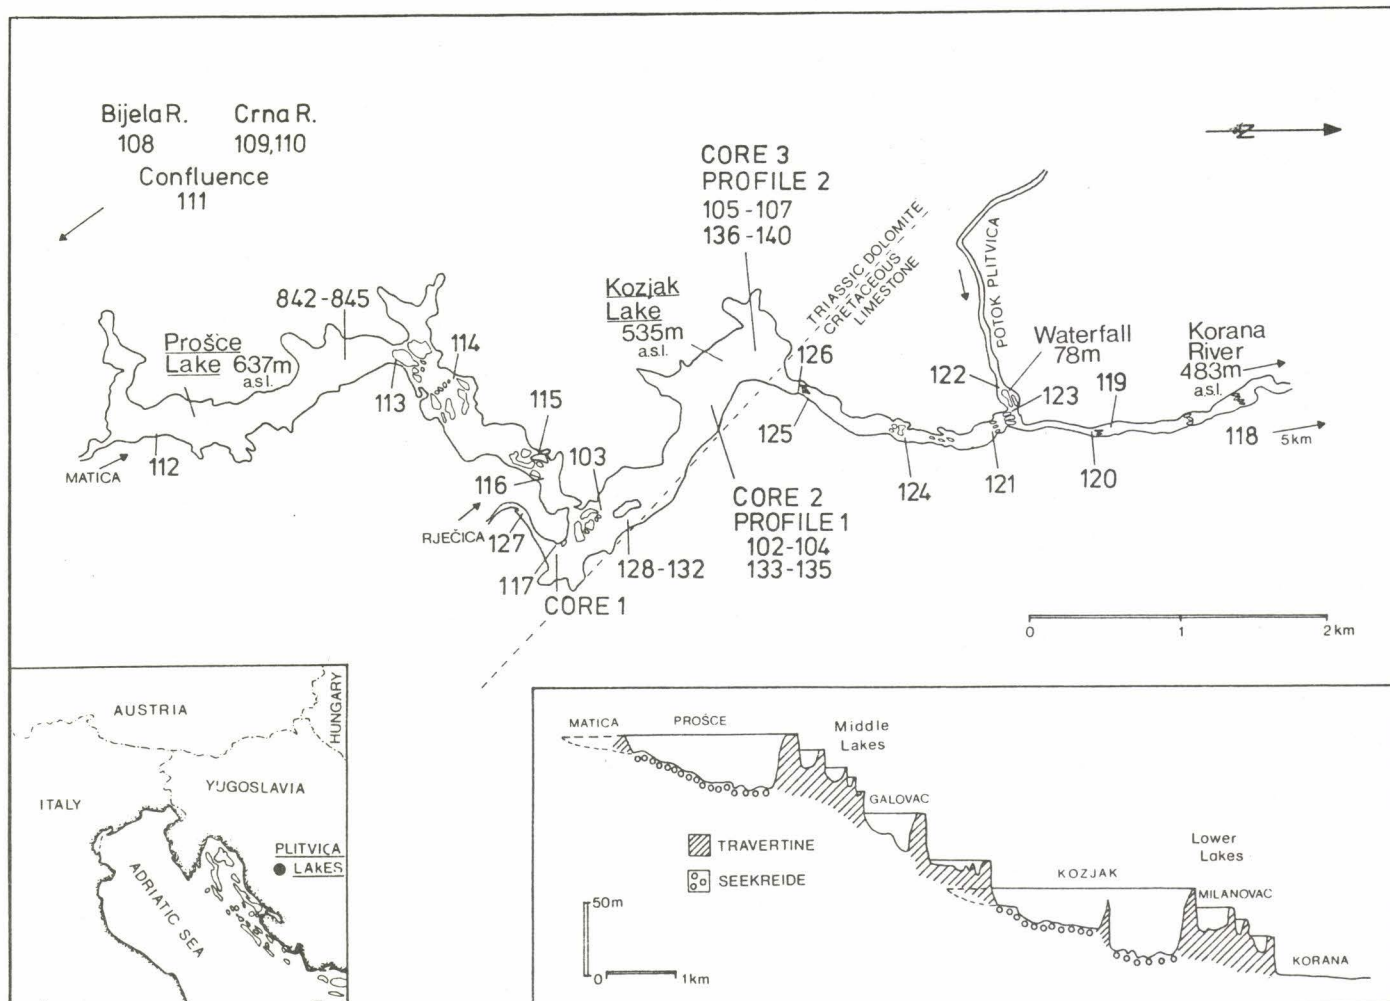 Bijela R.
108
Crna R.
109,110
Confluence
111
N
CORE 3
PROFILE 2
105-107
136-140
TRIASSIC DOLOMITE
CRETACEOUS
LIMESTONE
POTOK PLITVICA
842-845
Prošce
Lake 637m
a.s.l.
114
Kozjak
Lake
535m
a.s.l.
126
Waterfall
78m
Korana
River
483m
a.s.l.
122
123
119
113
115
103
125
118
5km
MATICA
112
116
124
121
120
RJEČICA
127
117
128-132
CORE 1
CORE 2
PROFILE 1
102-104
133-135
0 1 2 km
AUSTRIA
HUNGARY
YUGOSLAVIA
ITALY
PLITVICA
LAKES
ADRIATIC SEA
MATICA
PROŠCE
Middle
Lakes
GALOVAC
TRAVERTINE
SEEKREIDE
KOZJAK
Lower
Lakes
MILANOVAC
KORANA
50m
0
1km